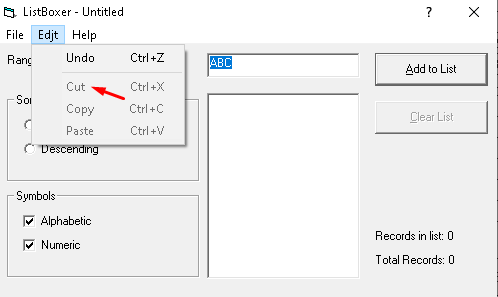 ListBoxer - Untitled
?
File Edjt Help
Undo Ctrl+Z
Cut Ctrl+X
Copy Ctrl+C
Paste Ctrl+V
Rang
ABC
Add to List
Clear List
Sor
Descending
Symbols
Alphabetic
Numeric
Records in list: 0
Total Records: 0